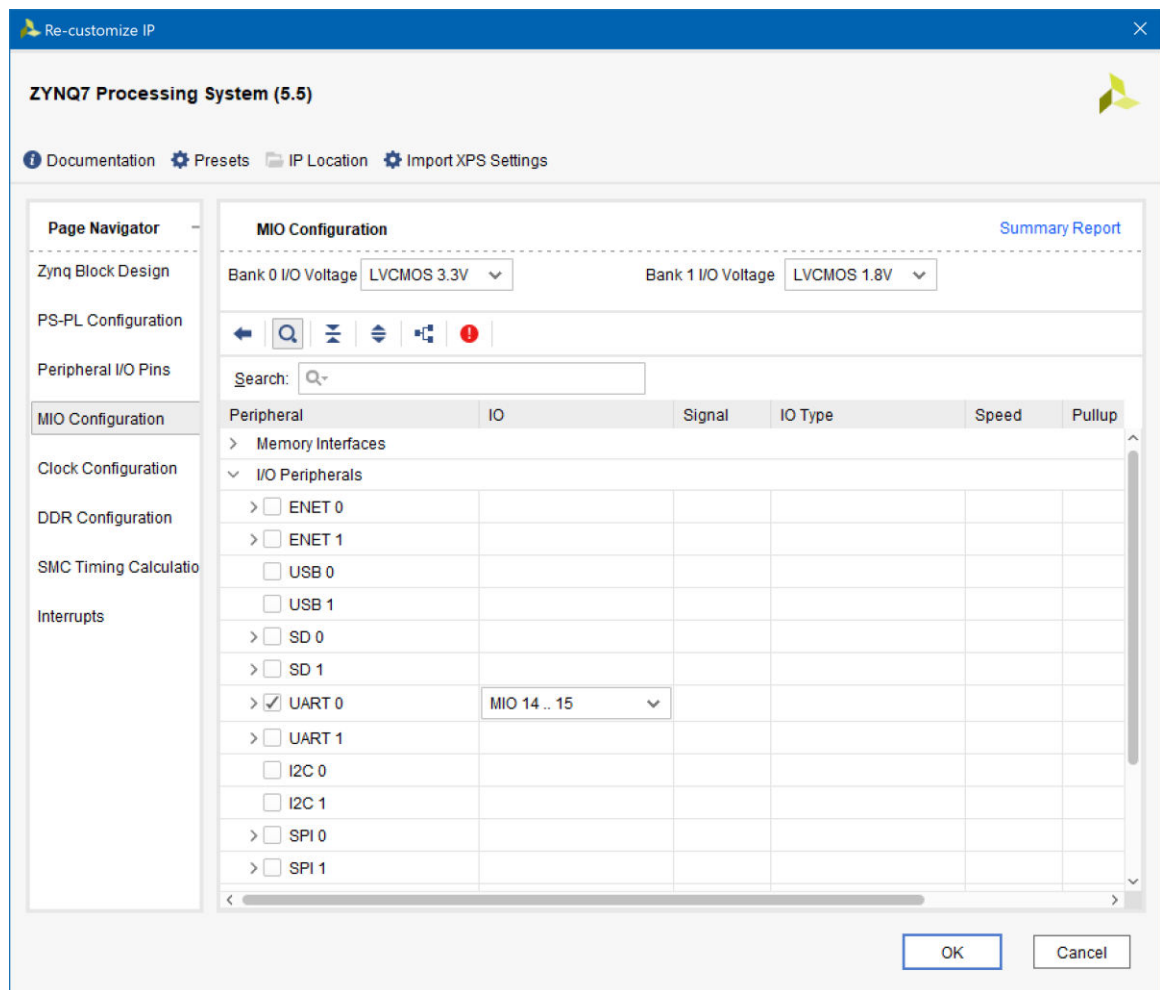 Re-customize IP
ZYNQ7 Processing System (5.5)
Documentation Presets IP Location Import XPS Settings
Page Navigator
Zynq Block Design
PS-PL Configuration
Peripheral I/O Pins
MIO Configuration
Clock Configuration
DDR Configuration
SMC Timing Calculatio
Interrupts
MIO Configuration Summary Report
Bank 0 I/O Voltage LVCMOS 3.3V Bank 1 I/O Voltage LVCMOS 1.8V
Search:
Peripheral IO Signal IO Type Speed Pullup
Memory Interfaces
I/O Peripherals
ENET 0
ENET 1
USB 0
USB 1
SD 0
SD 1
UART 0 MIO 14 .. 15
UART 1
I2C 0
I2C 1
SPI 0
SPI 1
OK Cancel